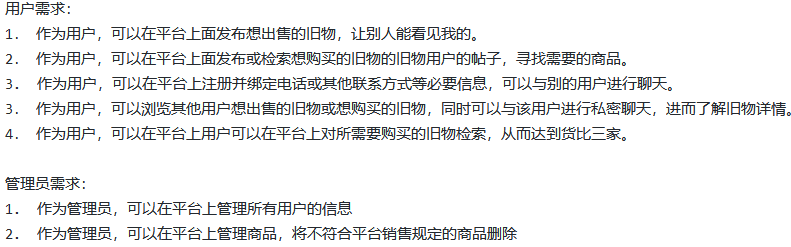 用户需求：
1. 作为用户，可以在平台上面发布想出售的旧物，让别人能看见我的。
2. 作为用户，可以在平台上面发布或检索想购买的旧物的旧物用户的帖子，寻找需要的商品。
3. 作为用户，可以在平台上注册并绑定电话或其他联系方式等必要信息，可以与别的用户进行聊天。
3. 作为用户，可以浏览其他用户想出售的旧物或想购买的旧物，同时可以与该用户进行私密聊天，进而了解旧物详情。
4. 作为用户，可以在平台上用户可以在平台上对所需要购买的旧物检索，从而达到货比三家。
管理员需求：
1. 作为管理员，可以在平台上管理所有用户的信息
2. 作为管理员，可以在平台上管理商品，将不符合平台销售规定的商品删除